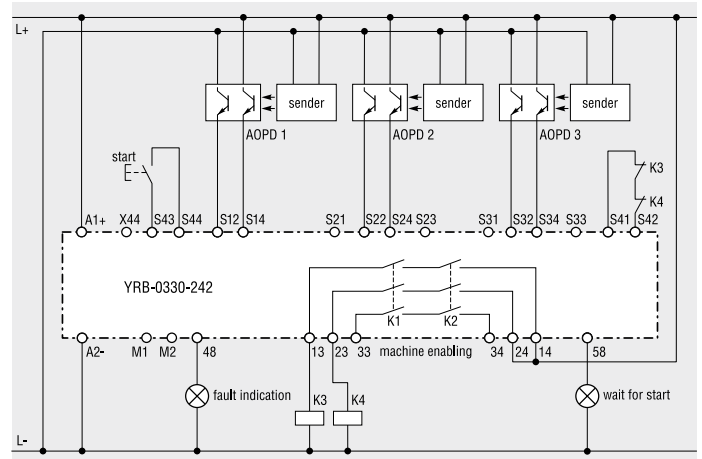 L+
sender
sender
sender
AOPD 1
AOPD 2
AOPD 3
start
K3
K4
A1+ X44 S43 S44 S12 S14 S21 S22 S24 S23 S31 S32 S34 S33 S41 S42
YRB-0330-242
K1 K2
A2- M1 M2 48 13 23 33 machine enabling 34 24 14 58
fault indication
K3
K4
wait for start
L-